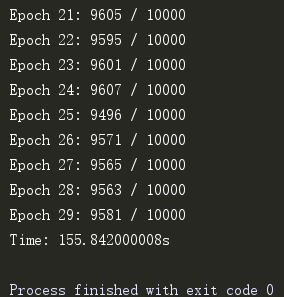 Epoch 21: 9605 / 10000
Epoch 22: 9595 / 10000
Epoch 23: 9601 / 10000
Epoch 24: 9607 / 10000
Epoch 25: 9496 / 10000
Epoch 26: 9571 / 10000
Epoch 27: 9565 / 10000
Epoch 28: 9563 / 10000
Epoch 29: 9581 / 10000
Time: 155.842000008s
Process finished with exit code 0